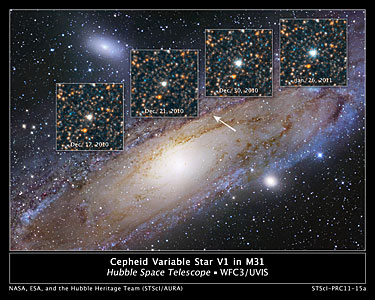 Jan. 26, 2011
Dec. 30, 2010
Dec. 21, 2010
Dec. 17, 2010
Cepheid Variable Star V1 in M31
Hubble Space Telescope • WFC3/UVIS
NASA, ESA, and the Hubble Heritage Team (STScI/AURA)
STScI-PRC11-15a